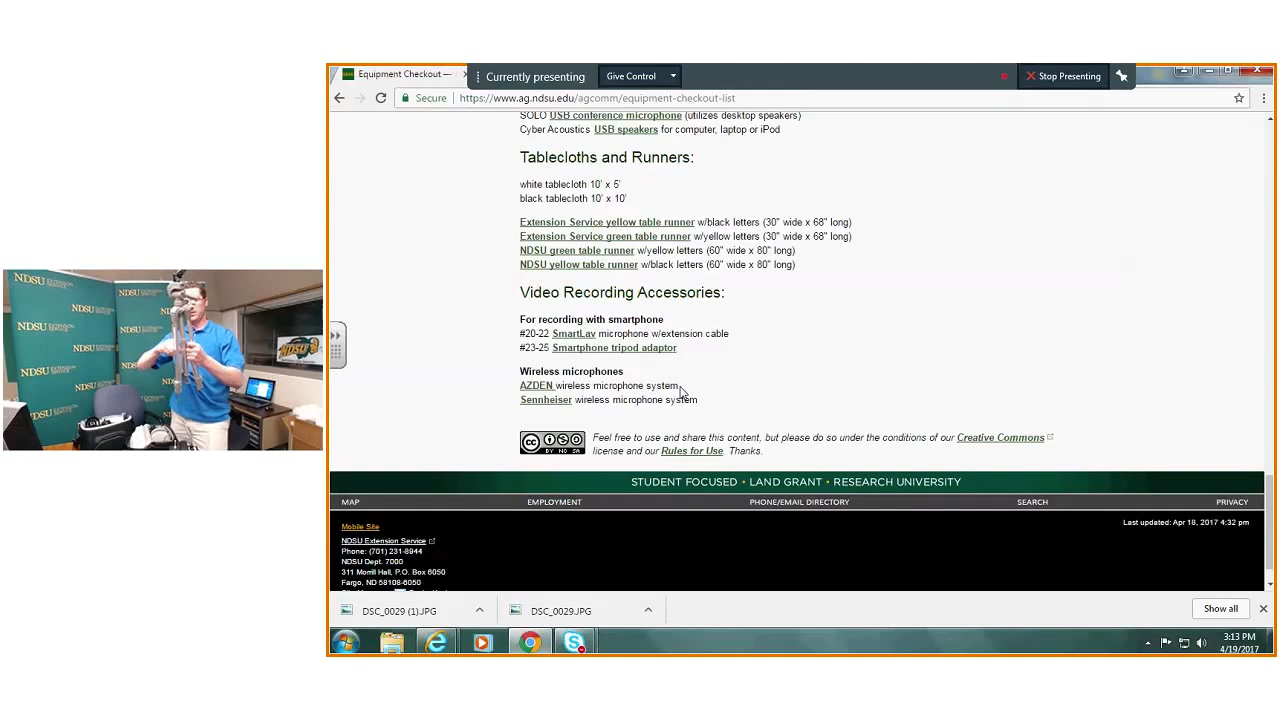 Equipment Checkout —
Currently presenting
Give Control
Stop Presenting
Secure
https://www.ag.ndsu.edu/agcomm/equipment-checkout-list
SOLO USB conference microphone (utilizes desktop speakers)
Cyber Acoustics USB speakers for computer, laptop or iPod
Tablecloths and Runners:
white tablecloth 10' x 5'
black tablecloth 10' x 10'
Extension Service yellow table runner w/black letters (30" wide x 68" long)
Extension Service green table runner w/yellow letters (30" wide x 68" long)
NDSU green table runner w/yellow letters (60" wide x 80" long)
NDSU yellow table runner w/black letters (60" wide x 80" long)
Video Recording Accessories:
For recording with smartphone
#20-22 SmartLav microphone w/extension cable
#23-25 Smartphone tripod adaptor
Wireless microphones
AZDEN wireless microphone system
Sennheiser wireless microphone system
NDSU EXTENSION SERVICE
NDSU
CC BY NC SA
Feel free to use and share this content, but please do so under the conditions of our Creative Commons
license and our Rules for Use. Thanks.
STUDENT FOCUSED • LAND GRANT • RESEARCH UNIVERSITY
MAP EMPLOYMENT PHONE/EMAIL DIRECTORY SEARCH PRIVACY
Mobile Site
Last updated: Apr 18, 2017 4:32 pm
NDSU Extension Service
Phone: (701) 231-8944
NDSU Dept. 7000
311 Morrill Hall, P.O. Box 6050
Fargo, ND 58108-6050
DSC_0029 (1).JPG
DSC_0029.JPG
Show all
3:13 PM
4/19/2017